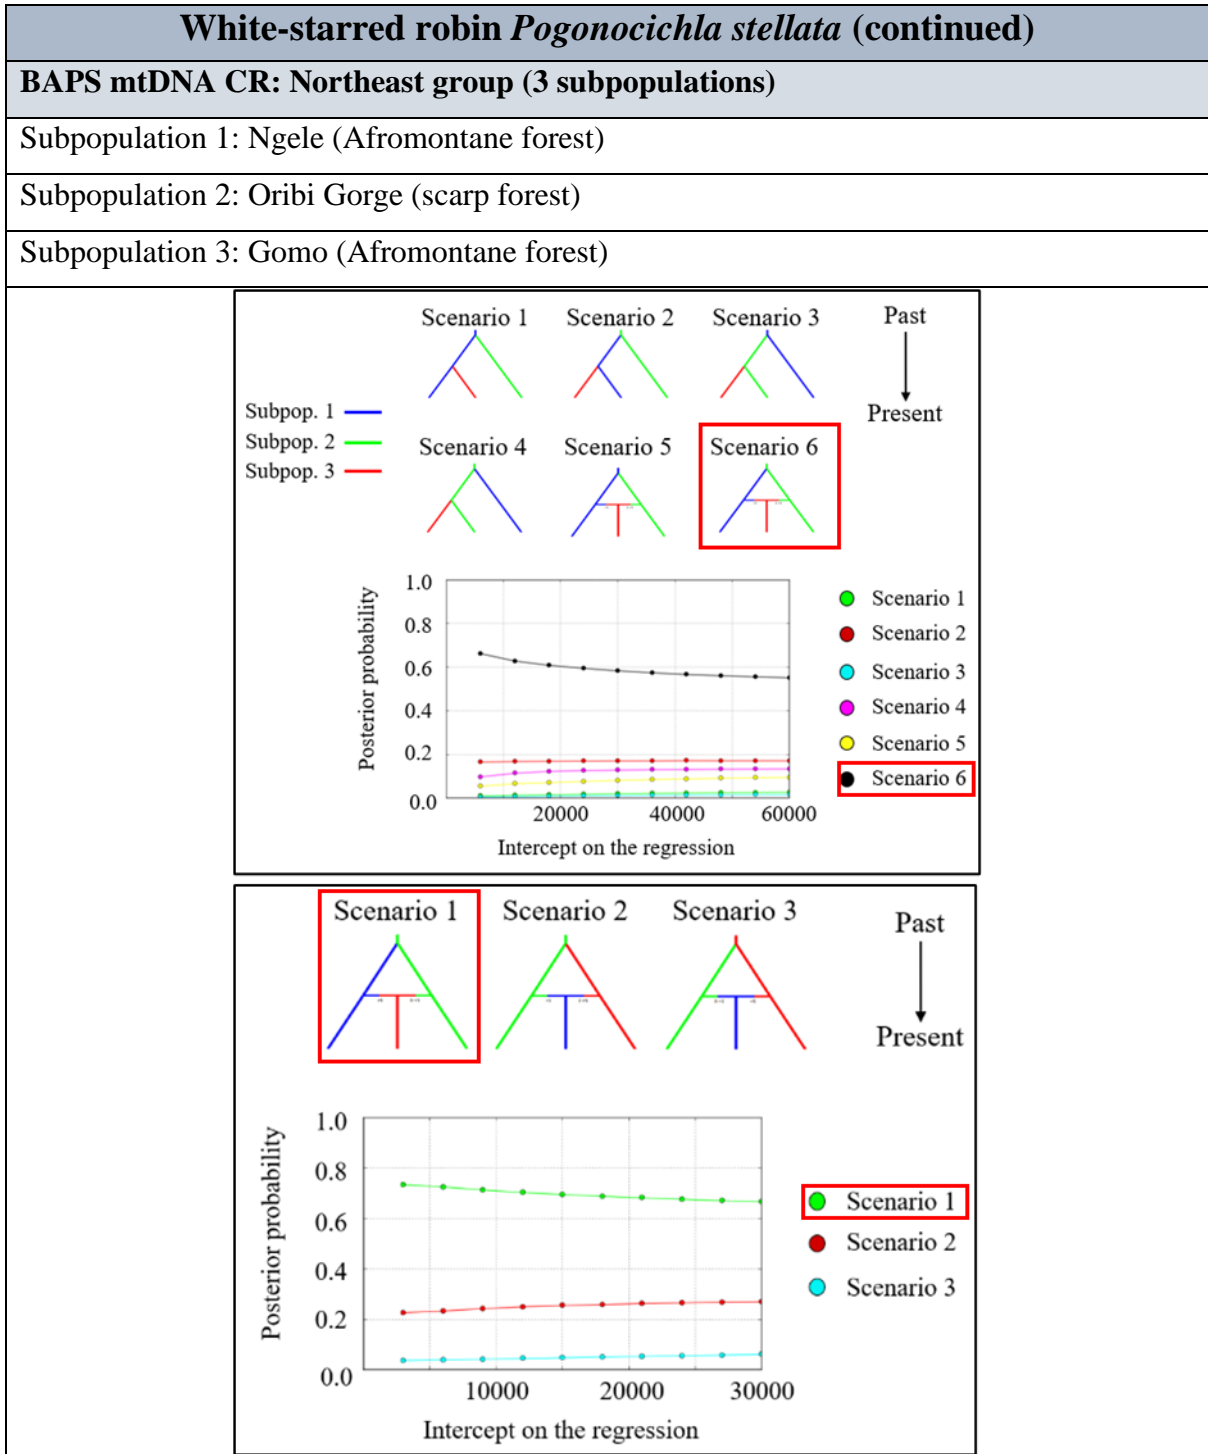 White-starred robin Pogonocichla stellata (continued)
BAPS mtDNA CR: Northeast group (3 subpopulations)
Subpopulation 1: Ngele (Afromontane forest)
Subpopulation 2: Oribi Gorge (scarp forest)
Subpopulation 3: Gomo (Afromontane forest)
Scenario 1 Scenario 2 Scenario 3 Past
Present
Subpop. 1
Subpop. 2
Subpop. 3
Scenario 4 Scenario 5 Scenario 6
Posterior probability
1.0
0.8
0.6
0.4
0.2
0.0
20000 40000 60000
Intercept on the regression
Scenario 1
Scenario 2
Scenario 3
Scenario 4
Scenario 5
Scenario 6
Scenario 1 Scenario 2 Scenario 3 Past
Present
Posterior probability
1.0
0.8
0.6
0.4
0.2
0.0
10000 20000 30000
Intercept on the regression
Scenario 1
Scenario 2
Scenario 3